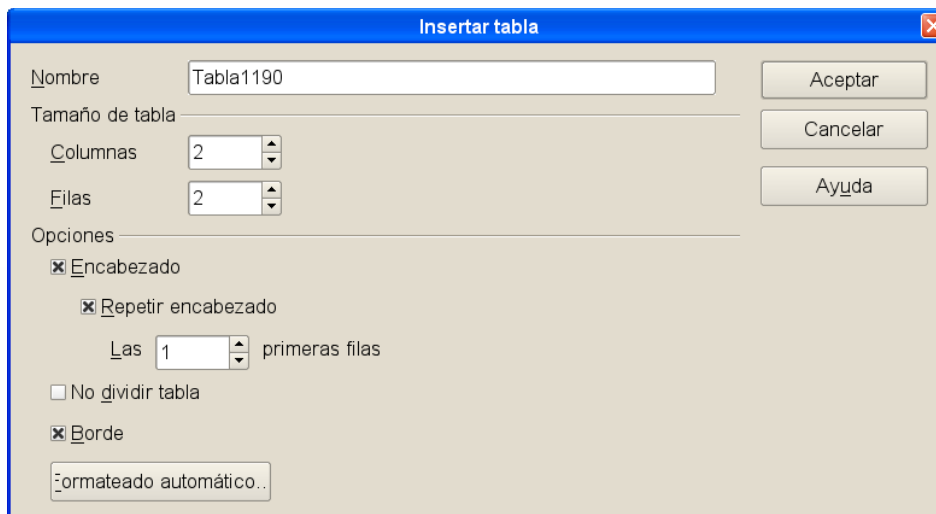 Insertar tabla
Nombre Tabla1190 Aceptar
Tamaño de tabla
Cancelar
Columnas 2
Ayuda
Filas 2
Opciones
Encabezado
Repetir encabezado
Las 1 primeras filas
No dividir tabla
Borde
Formateado automático..